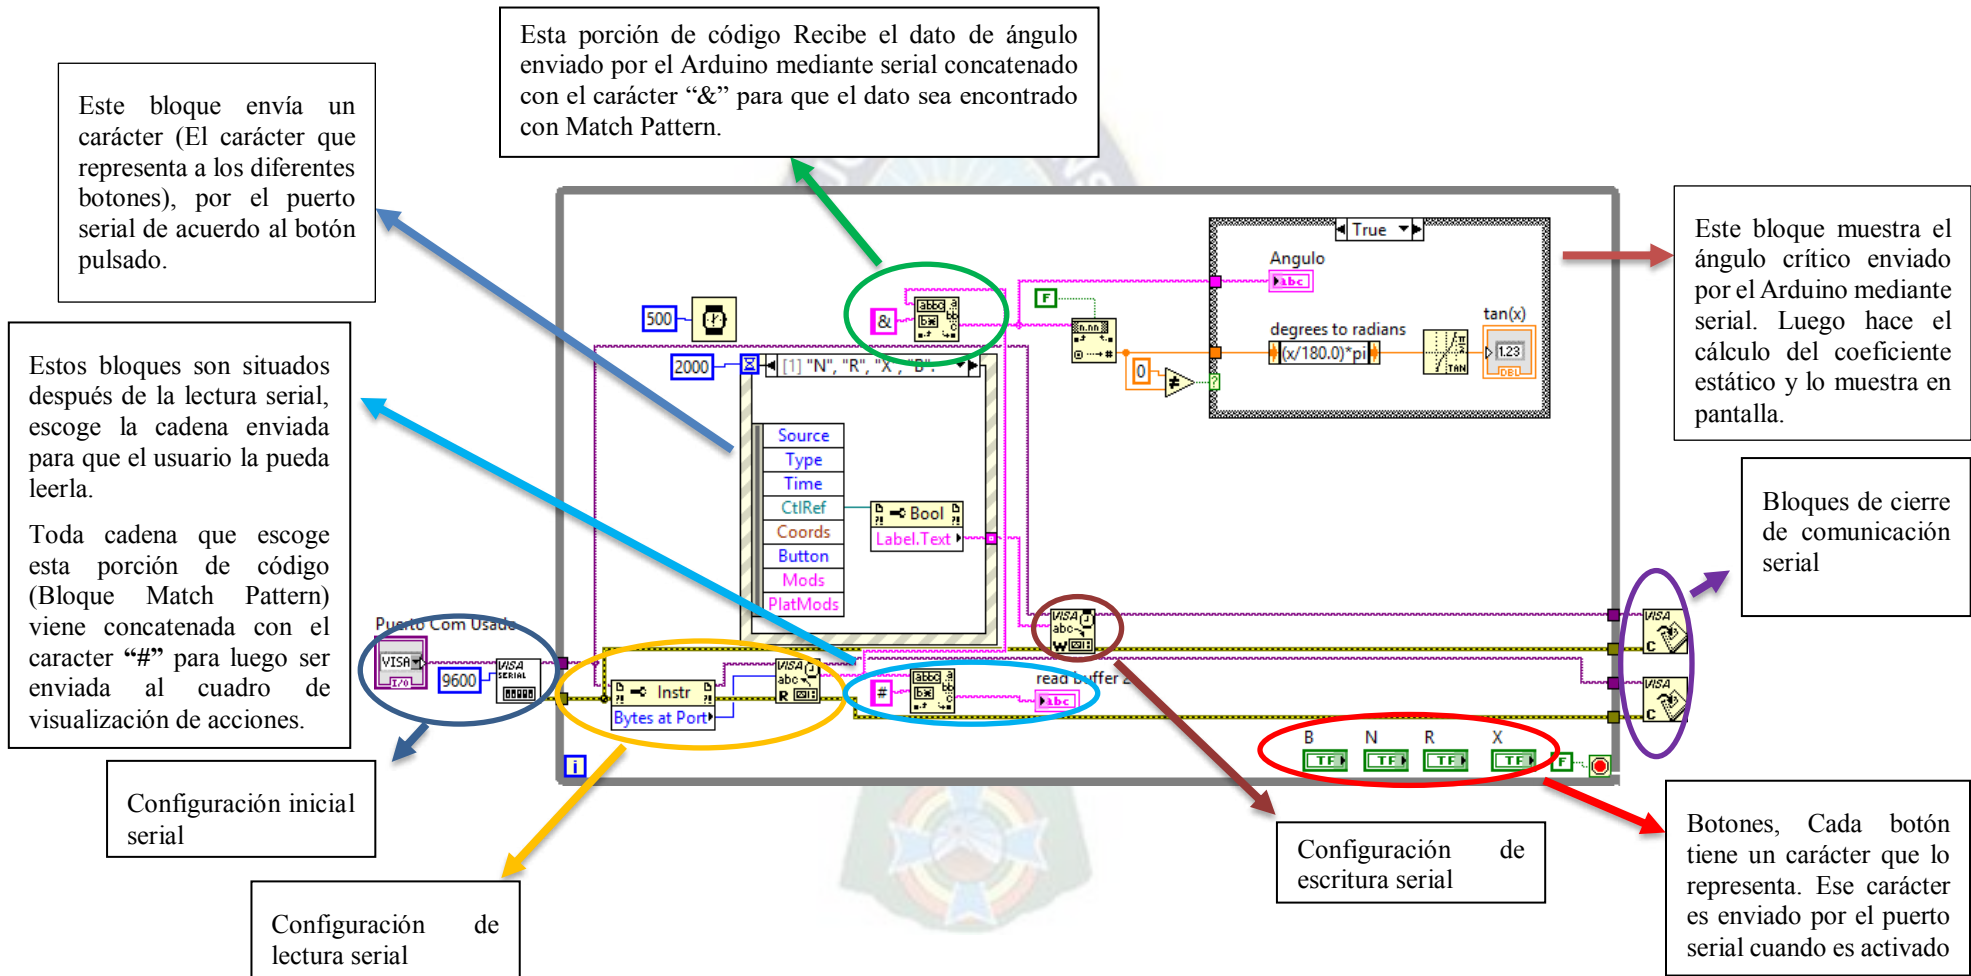 Esta porción de código Recibe el dato de ángulo
enviado por el Arduino mediante serial concatenado
con el carácter “&” para que el dato sea encontrado
con Match Pattern.
Este bloque envía un
carácter (El carácter que
representa a los diferentes
botones), por el puerto
serial de acuerdo al botón
pulsado.
Estos bloques son situados
después de la lectura serial,
escoge la cadena enviada
para que el usuario la pueda
leerla.
Toda cadena que escoge
esta porción de código
(Bloque Match Pattern)
viene concatenada con el
caracter “#” para luego ser
enviada al cuadro de
visualización de acciones.
Configuración inicial
serial
Configuración de
lectura serial
Este bloque muestra el
ángulo crítico enviado
por el Arduino mediante
serial. Luego hace el
cálculo del coeficiente
estático y lo muestra en
pantalla.
Bloques de cierre
de comunicación
serial
Configuración de
escritura serial
Botones, Cada botón
tiene un carácter que lo
representa. Ese carácter
es enviado por el puerto
serial cuando es activado
True
Angulo
abc
degrees to radians
(x/180.0)*pi
TAN
tan(x)
1.23
DBL
F
n.nn
0
≠
?
&
500
2000
[1] "N", "R", "X", "B":
Source
Type
Time
CtlRef
Coords
Button
Mods
PlatMods
Bool
Label.Text
Puerto Com Usado
VISA
I/O
9600
VISA
SERIAL
Instr
Bytes at Port
VISA
abc
R
#
read buffer 2
abc
VISA
abc
W
VISA
C
VISA
C
B N R X
TF TF TF TF
F
i